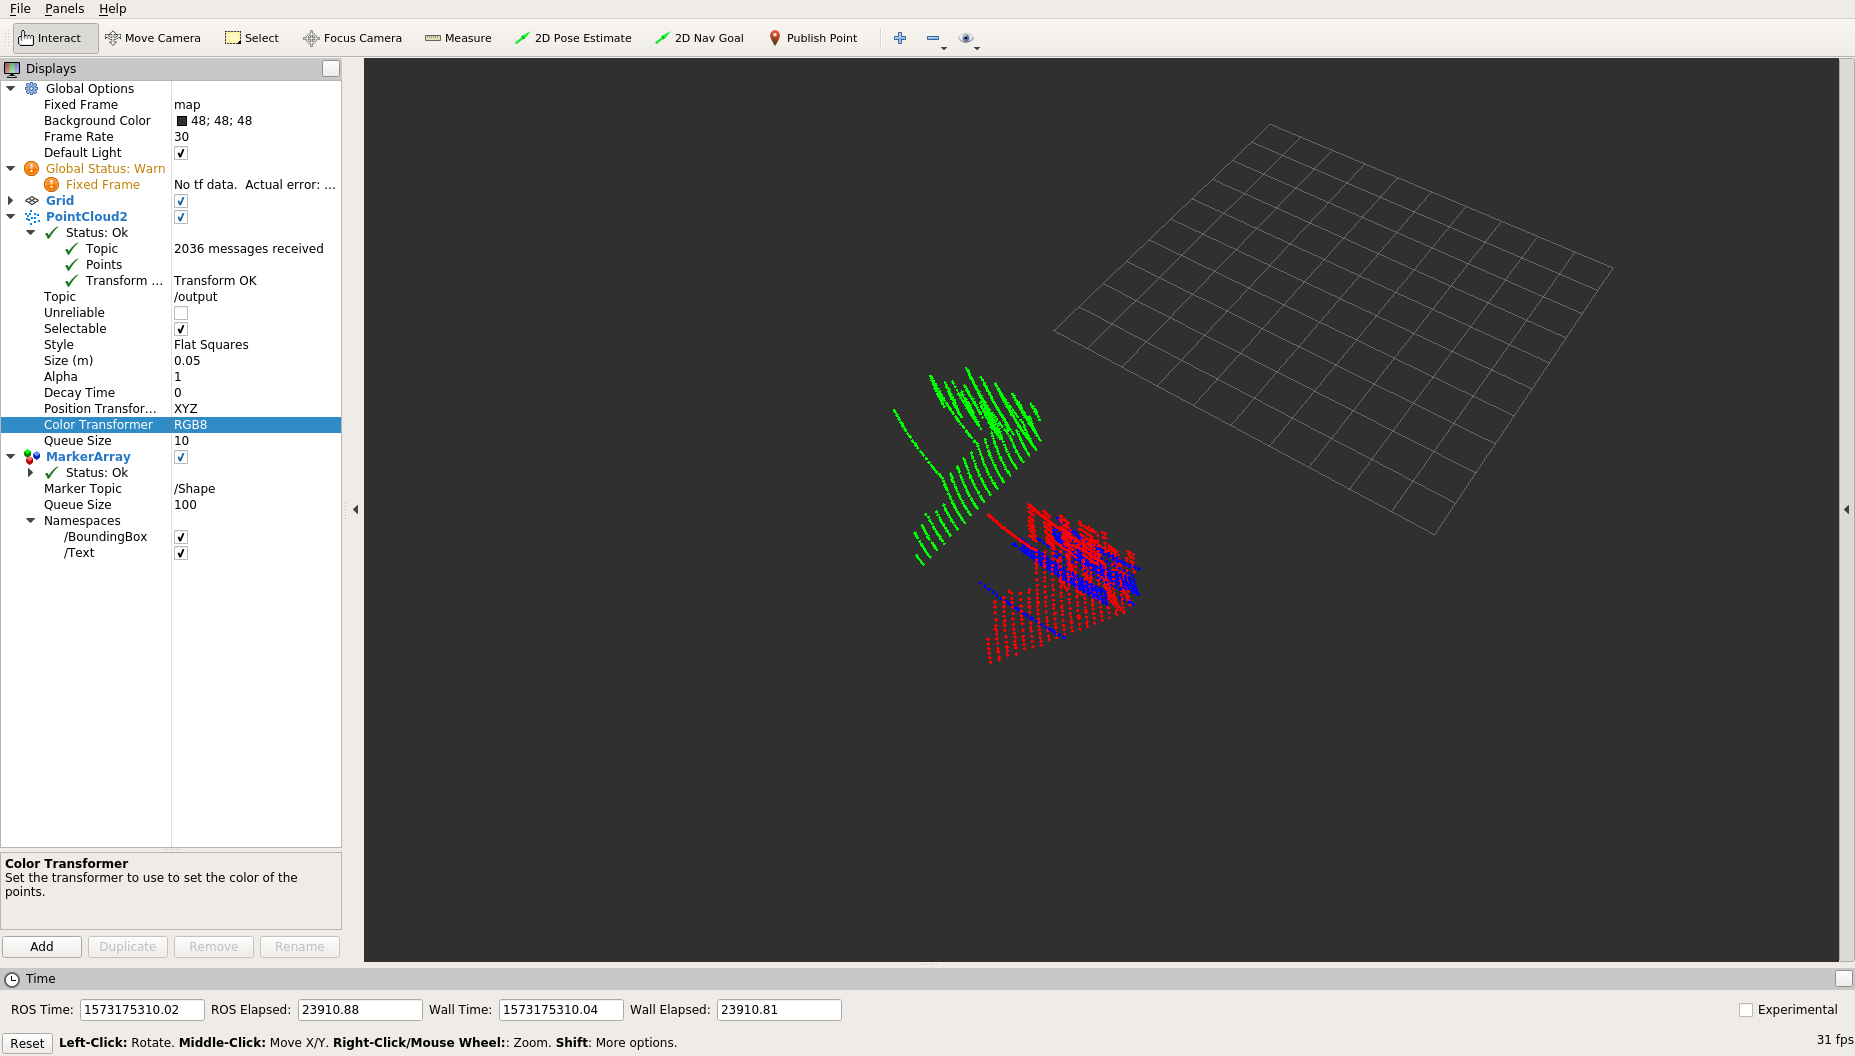 File Panels Help
Interact Move Camera Select Focus Camera Measure 2D Pose Estimate 2D Nav Goal Publish Point
Displays
Global Options
Fixed Frame map
Background Color 48; 48; 48
Frame Rate 30
Default Light
Global Status: Warn
Fixed Frame No tf data. Actual error: ...
Grid
PointCloud2
Status: Ok
Topic 2036 messages received
Points
Transform ... Transform OK
Topic /output
Unreliable
Selectable
Style Flat Squares
Size (m) 0.05
Alpha 1
Decay Time 0
Position Transfor... XYZ
Color Transformer RGB8
Queue Size 10
MarkerArray
Status: Ok
Marker Topic /Shape
Queue Size 100
Namespaces
/BoundingBox
/Text
Color Transformer
Set the transformer to use to set the color of the
points.
Add Duplicate Remove Rename
Time
ROS Time: 1573175310.02 ROS Elapsed: 23910.88 Wall Time: 1573175310.04 Wall Elapsed: 23910.81 Experimental
Reset Left-Click: Rotate. Middle-Click: Move X/Y. Right-Click/Mouse Wheel:: Zoom. Shift: More options. 31 fps